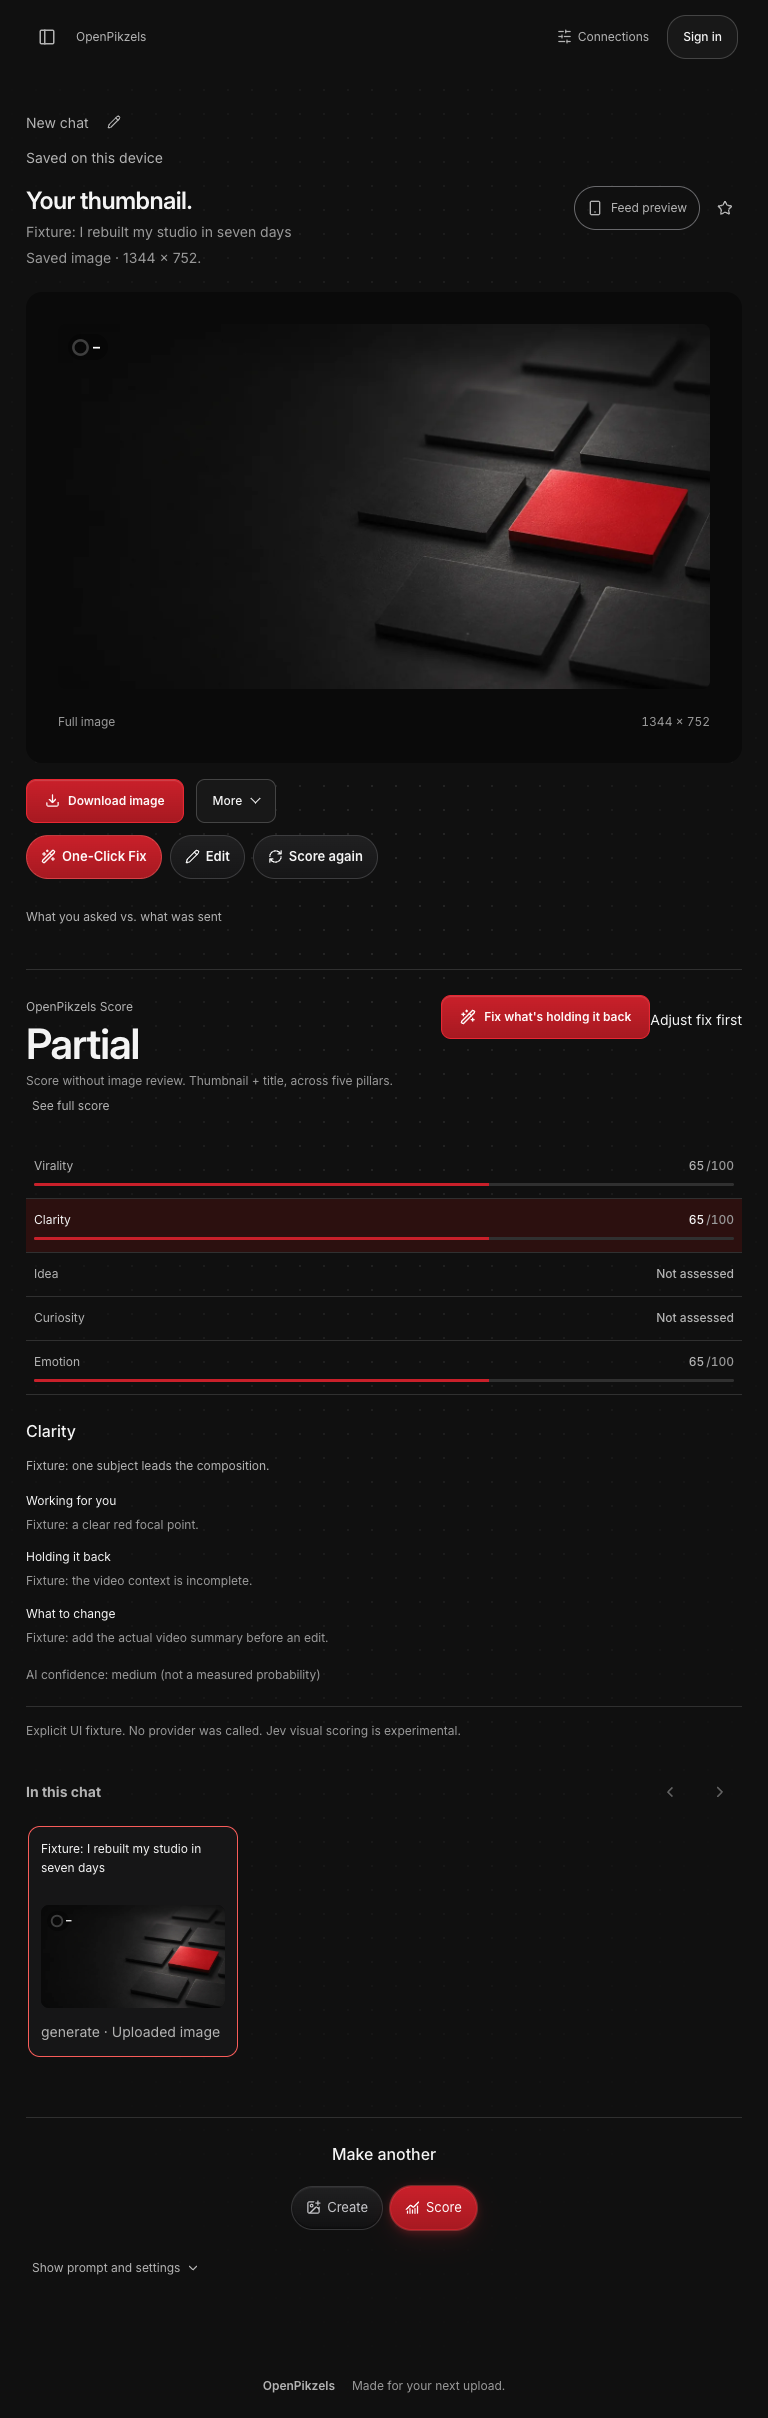 OpenPikzels
Connections
Sign in
New chat
Saved on this device
Your thumbnail.
Feed preview
Fixture: I rebuilt my studio in seven days
Saved image · 1344 × 752.
Full image
1344 × 752
Download image
More
One-Click Fix
Edit
Score again
What you asked vs. what was sent
OpenPikzels Score
Fix what's holding it back
Adjust fix first
Partial
Score without image review. Thumbnail + title, across five pillars.
See full score
Virality
65 /100
Clarity
65 /100
Idea
Not assessed
Curiosity
Not assessed
Emotion
65 /100
Clarity
Fixture: one subject leads the composition.
Working for you
Fixture: a clear red focal point.
Holding it back
Fixture: the video context is incomplete.
What to change
Fixture: add the actual video summary before an edit.
AI confidence: medium (not a measured probability)
Explicit UI fixture. No provider was called. Jev visual scoring is experimental.
In this chat
Fixture: I rebuilt my studio in
seven days
generate · Uploaded image
Make another
Create
Score
Show prompt and settings
OpenPikzels
Made for your next upload.